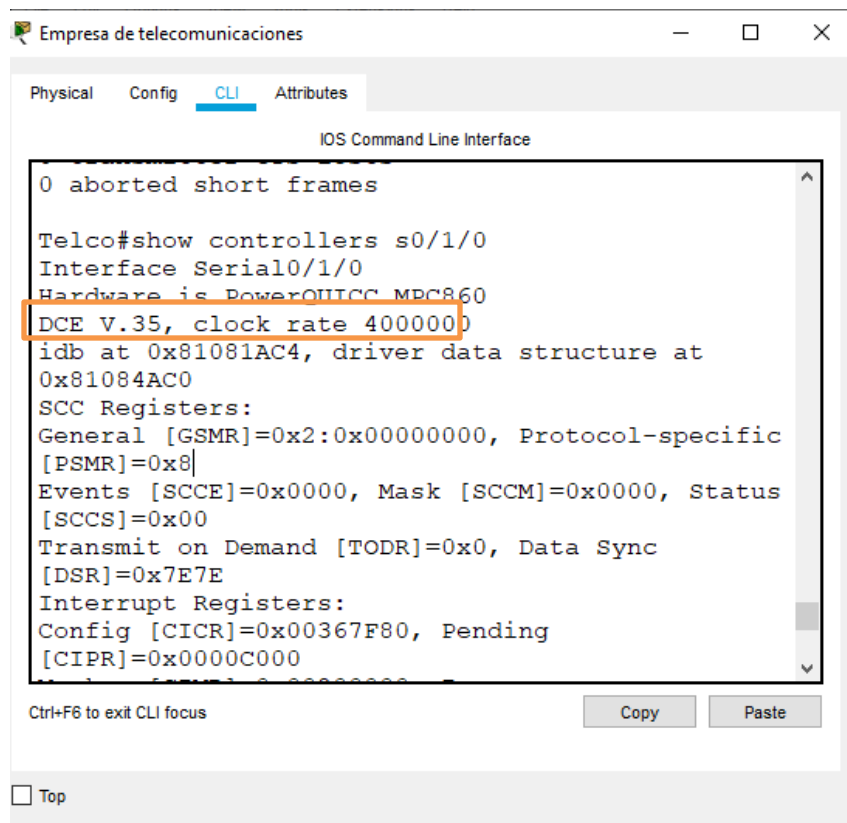 Empresa de telecomunicaciones
Physical Config CLI Attributes
IOS Command Line Interface
0 aborted short frames
Telco#show controllers s0/1/0
Interface Serial0/1/0
Hardware is PowerQUICC MPC860
DCE V.35, clock rate 4000000
idb at 0x81081AC4, driver data structure at
0x81084AC0
SCC Registers:
General [GSMR]=0x2:0x00000000, Protocol-specific
[PSMR]=0x8
Events [SCCE]=0x0000, Mask [SCCM]=0x0000, Status
[SCCS]=0x00
Transmit on Demand [TODR]=0x0, Data Sync
[DSR]=0x7E7E
Interrupt Registers:
Config [CICR]=0x00367F80, Pending
[CIPR]=0x0000C000
Ctrl+F6 to exit CLI focus
Copy Paste
Top